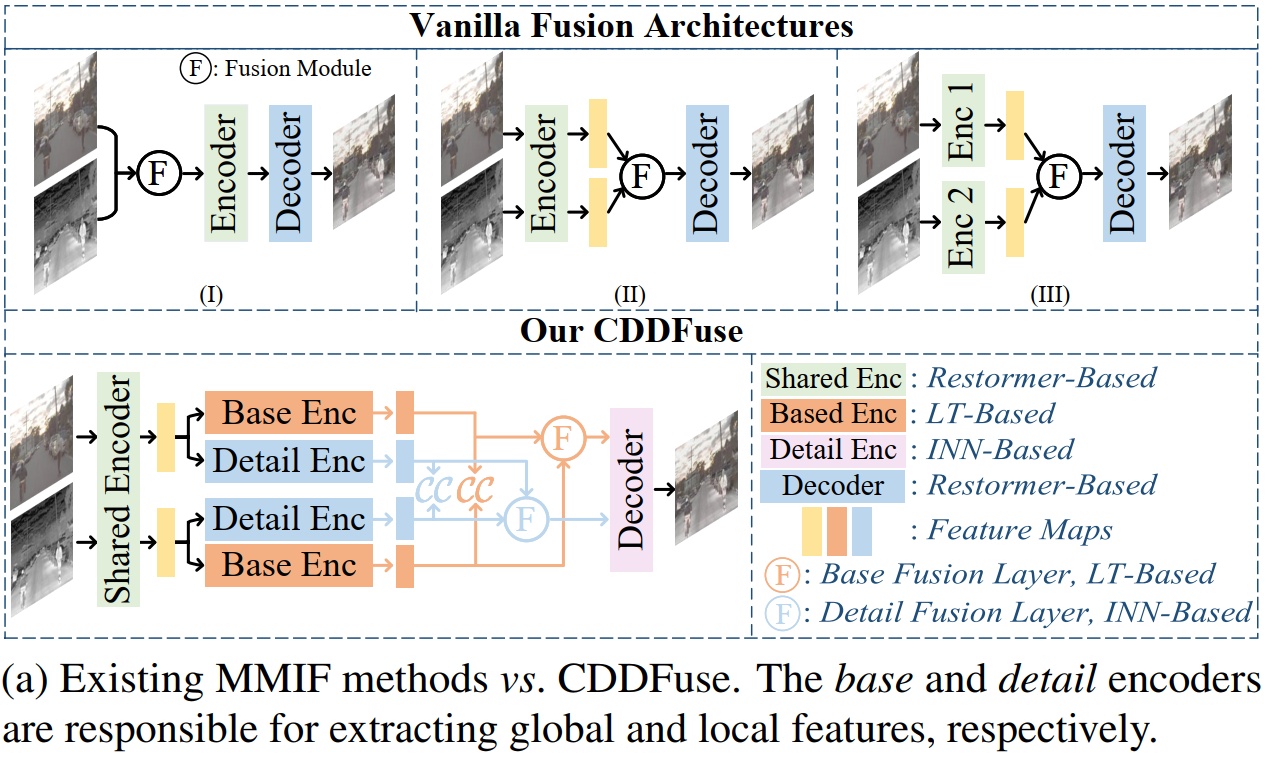 Vanilla Fusion Architectures
Ⓕ: Fusion Module
F
Encoder
Decoder
(I)
Encoder
F
Decoder
(II)
Enc 1
Enc 2
F
Decoder
(III)
Our CDDFuse
Shared Encoder
Base Enc
Detail Enc
Detail Enc
Base Enc
CC CC
F
F
Decoder
Shared Enc : Restormer-Based
Based Enc : LT-Based
Detail Enc : INN-Based
Decoder : Restormer-Based
: Feature Maps
Ⓕ: Base Fusion Layer, LT-Based
Ⓕ: Detail Fusion Layer, INN-Based
(a) Existing MMIF methods vs. CDDFuse. The base and detail encoders
are responsible for extracting global and local features, respectively.